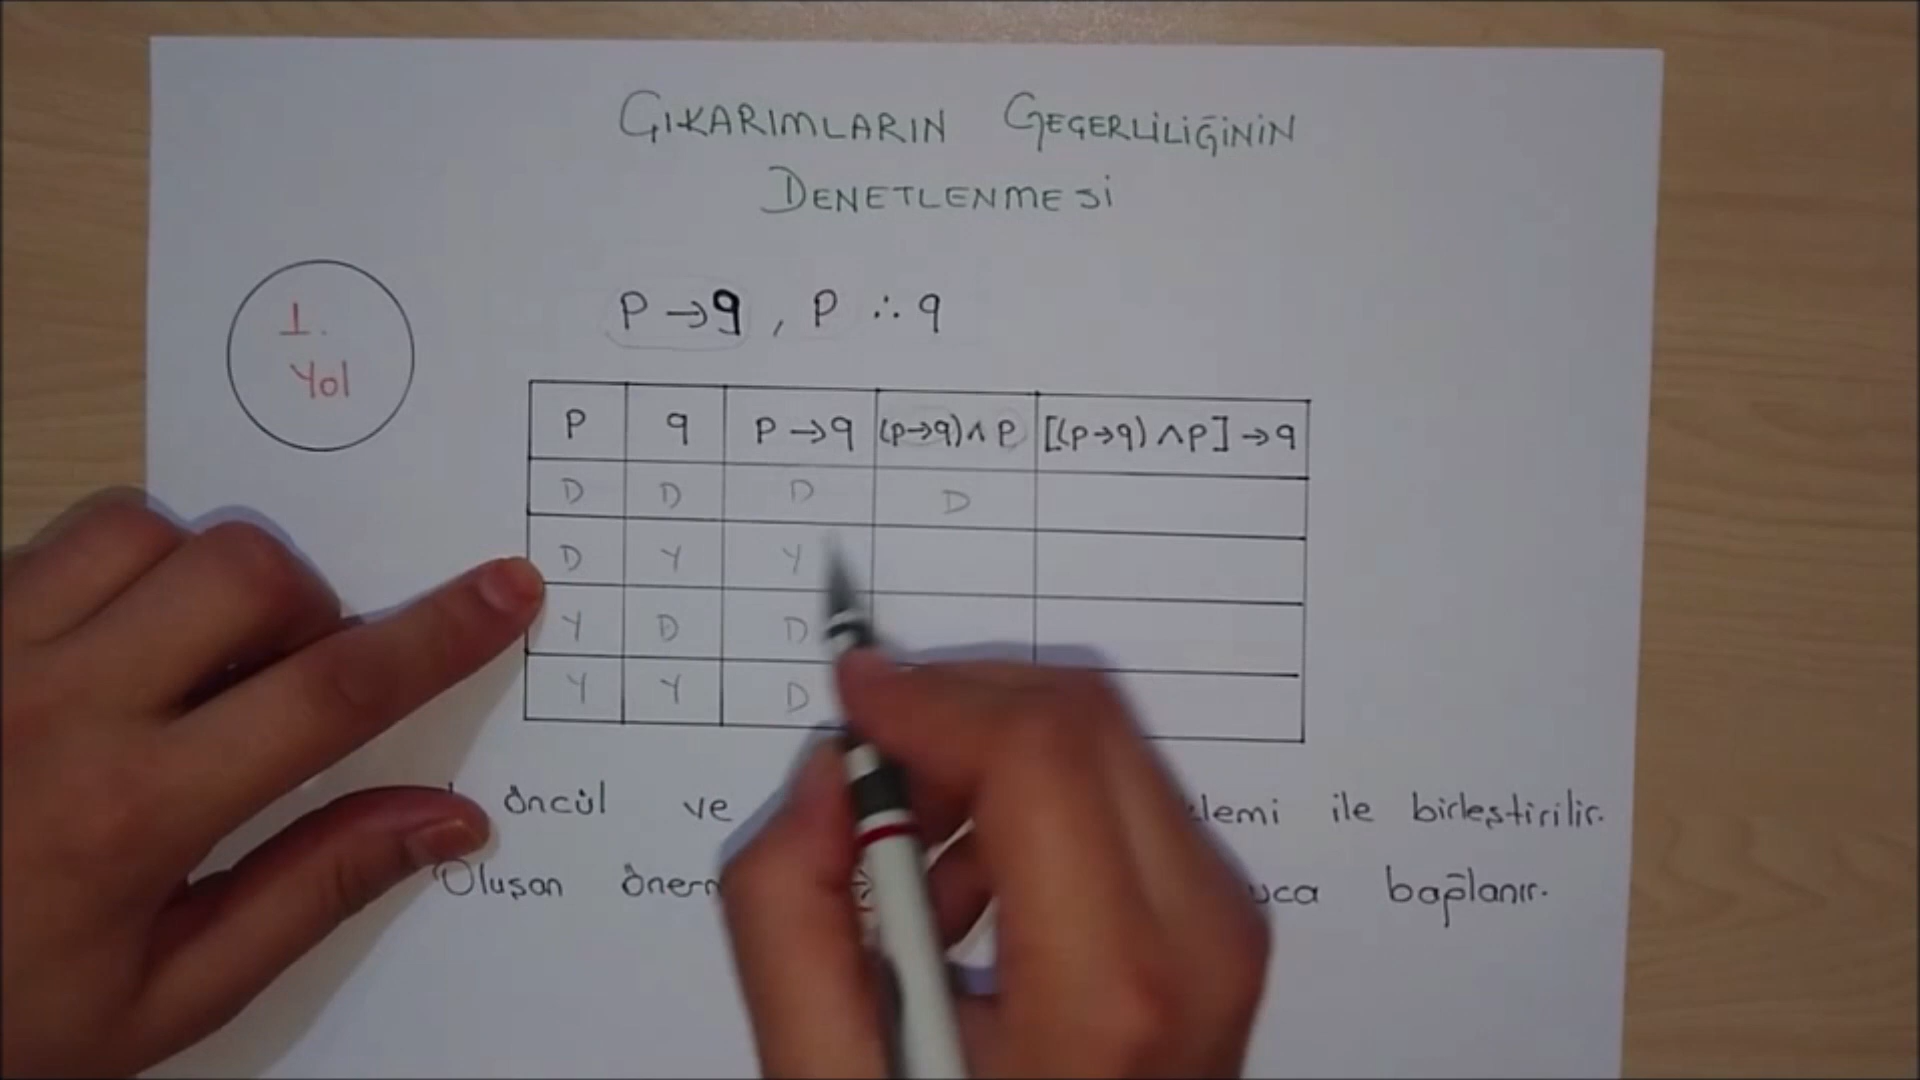 ÇIKARIMLARIN GEÇERLİLİĞİNİN
DENETLENMESİ
1.
Yol
P → q , P ∴ q
P q P → q (p→q) ∧ P [(p→q) ∧ P] → q
D D D D
D Y Y
Y D D
Y Y D
öncül ve ile birleştirilir.
Oluşan bağlanır.